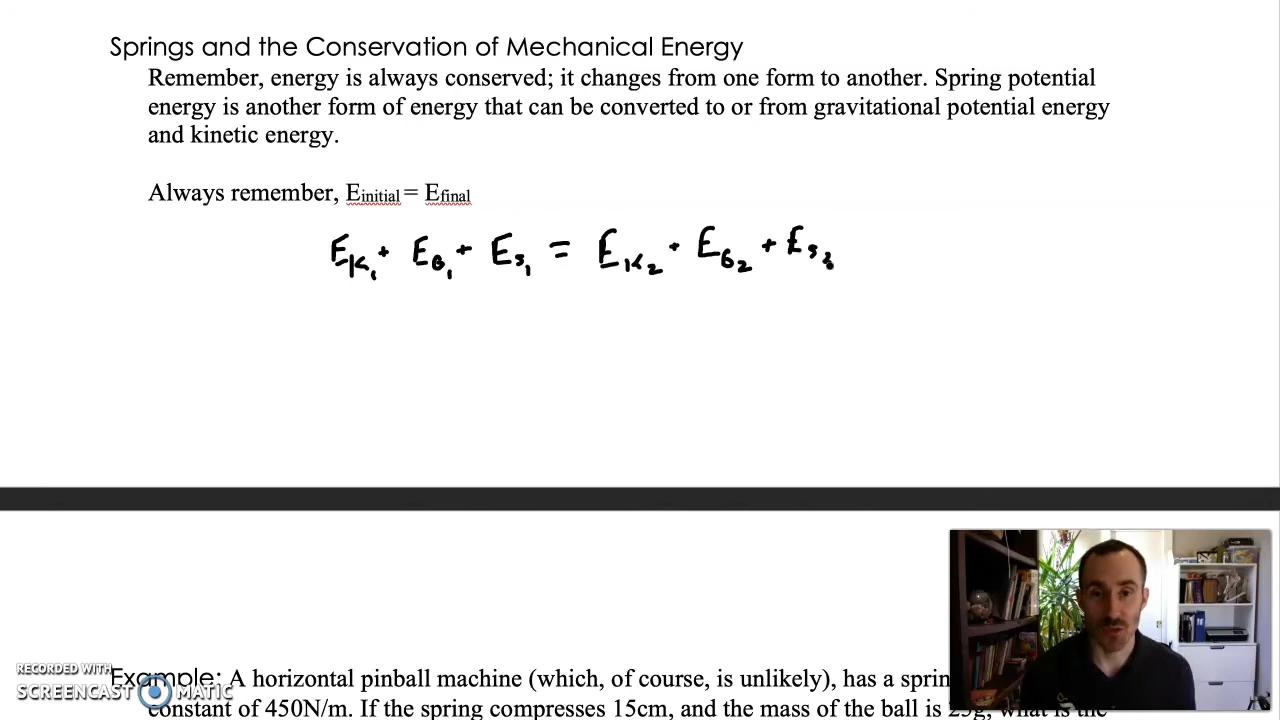 Springs and the Conservation of Mechanical Energy
Remember, energy is always conserved; it changes from one form to another. Spring potential
energy is another form of energy that can be converted to or from gravitational potential energy
and kinetic energy.
Always remember, Einitial = Efinal
EK1 + EG1 + ES1 = EK2 + EG2 + ES2
Example: A horizontal pinball machine (which, of course, is unlikely), has a sprin
constant of 450N/m. If the spring compresses 15cm, and the mass of the ball is 25g, what is the
RECORDED WITH
SCREENCAST MATIC